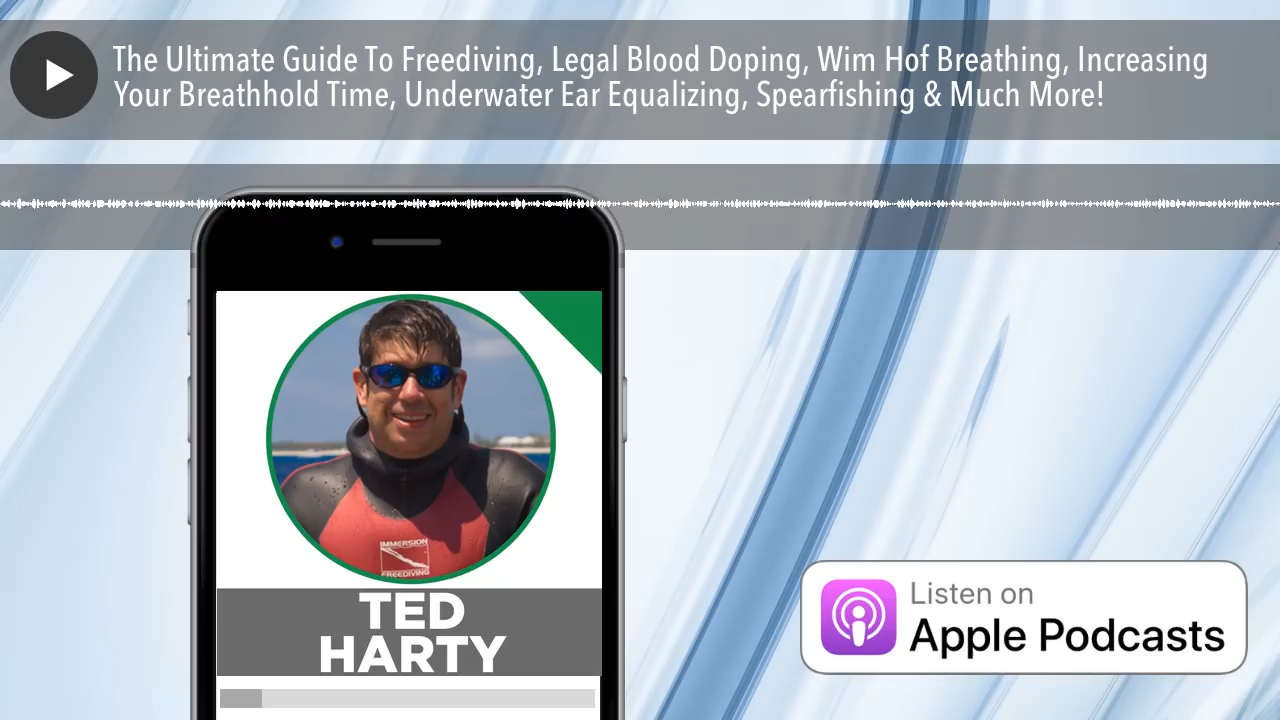 The Ultimate Guide To Freediving, Legal Blood Doping, Wim Hof Breathing, Increasing
Your Breathhold Time, Underwater Ear Equalizing, Spearfishing & Much More!
IMMERSION
FREEDIVING
TED
HARTY
Listen on
Apple Podcasts